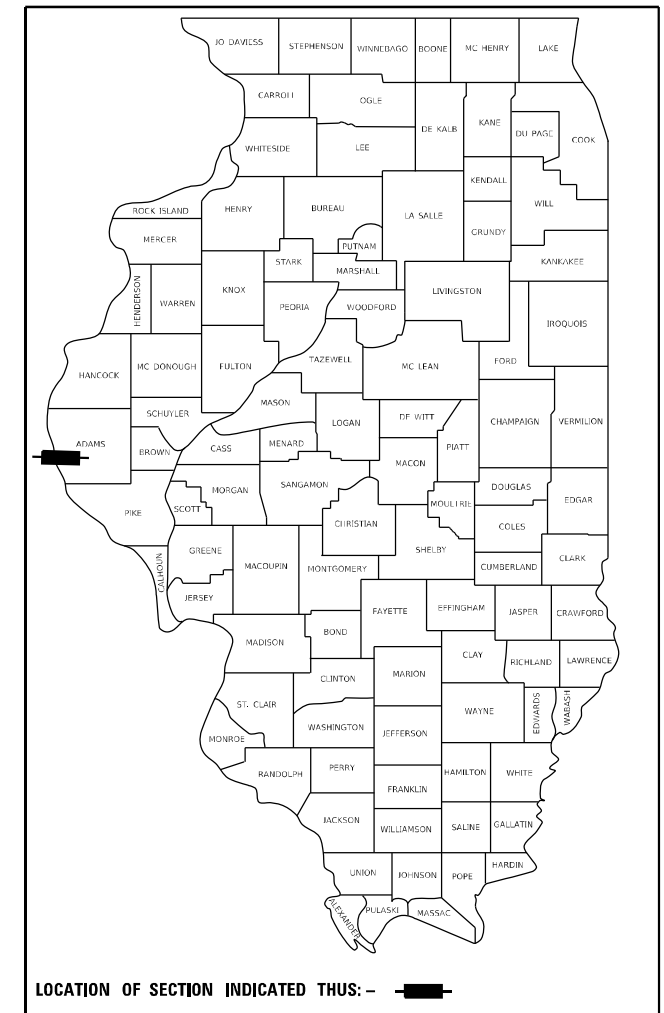 JO DAVIESS STEPHENSON WINNEBAGO BOONE MC HENRY LAKE
CARROLL OGLE DE KALB KANE DU PAGE COOK
WHITESIDE LEE
KENDALL WILL
ROCK ISLAND HENRY BUREAU LA SALLE GRUNDY
MERCER PUTNAM
STARK MARSHALL KANKAKEE
HENDERSON WARREN KNOX PEORIA WOODFORD LIVINGSTON IROQUOIS
HANCOCK MC DONOUGH FULTON TAZEWELL MC LEAN FORD
SCHUYLER MASON LOGAN DE WITT PIATT CHAMPAIGN VERMILION
ADAMS BROWN CASS MENARD MACON
PIKE SCOTT MORGAN SANGAMON MOULTRIE DOUGLAS EDGAR
CHRISTIAN COLES
CALHOUN GREENE MACOUPIN MONTGOMERY SHELBY CUMBERLAND CLARK
JERSEY FAYETTE EFFINGHAM JASPER CRAWFORD
MADISON BOND
CLINTON MARION CLAY RICHLAND LAWRENCE
ST. CLAIR WASHINGTON JEFFERSON WAYNE EDWARDS WABASH
MONROE
RANDOLPH PERRY FRANKLIN HAMILTON WHITE
JACKSON WILLIAMSON SALINE GALLATIN
UNION JOHNSON POPE HARDIN
ALEXANDER PULASKI MASSAC
LOCATION OF SECTION INDICATED THUS: –